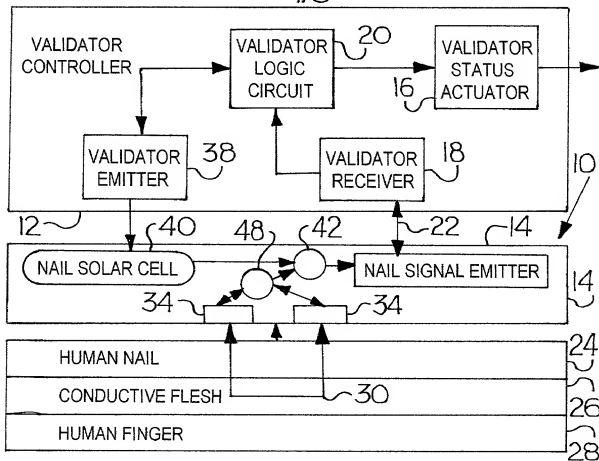 VALIDATOR
CONTROLLER
VALIDATOR
LOGIC
CIRCUIT
20
VALIDATOR
STATUS
ACTUATOR
16
VALIDATOR
EMITTER
38
VALIDATOR
RECEIVER
18
10
12
40
48
42
22
14
NAIL SOLAR CELL
NAIL SIGNAL EMITTER
34
34
14
HUMAN NAIL
24
CONDUCTIVE FLESH
30
26
HUMAN FINGER
28